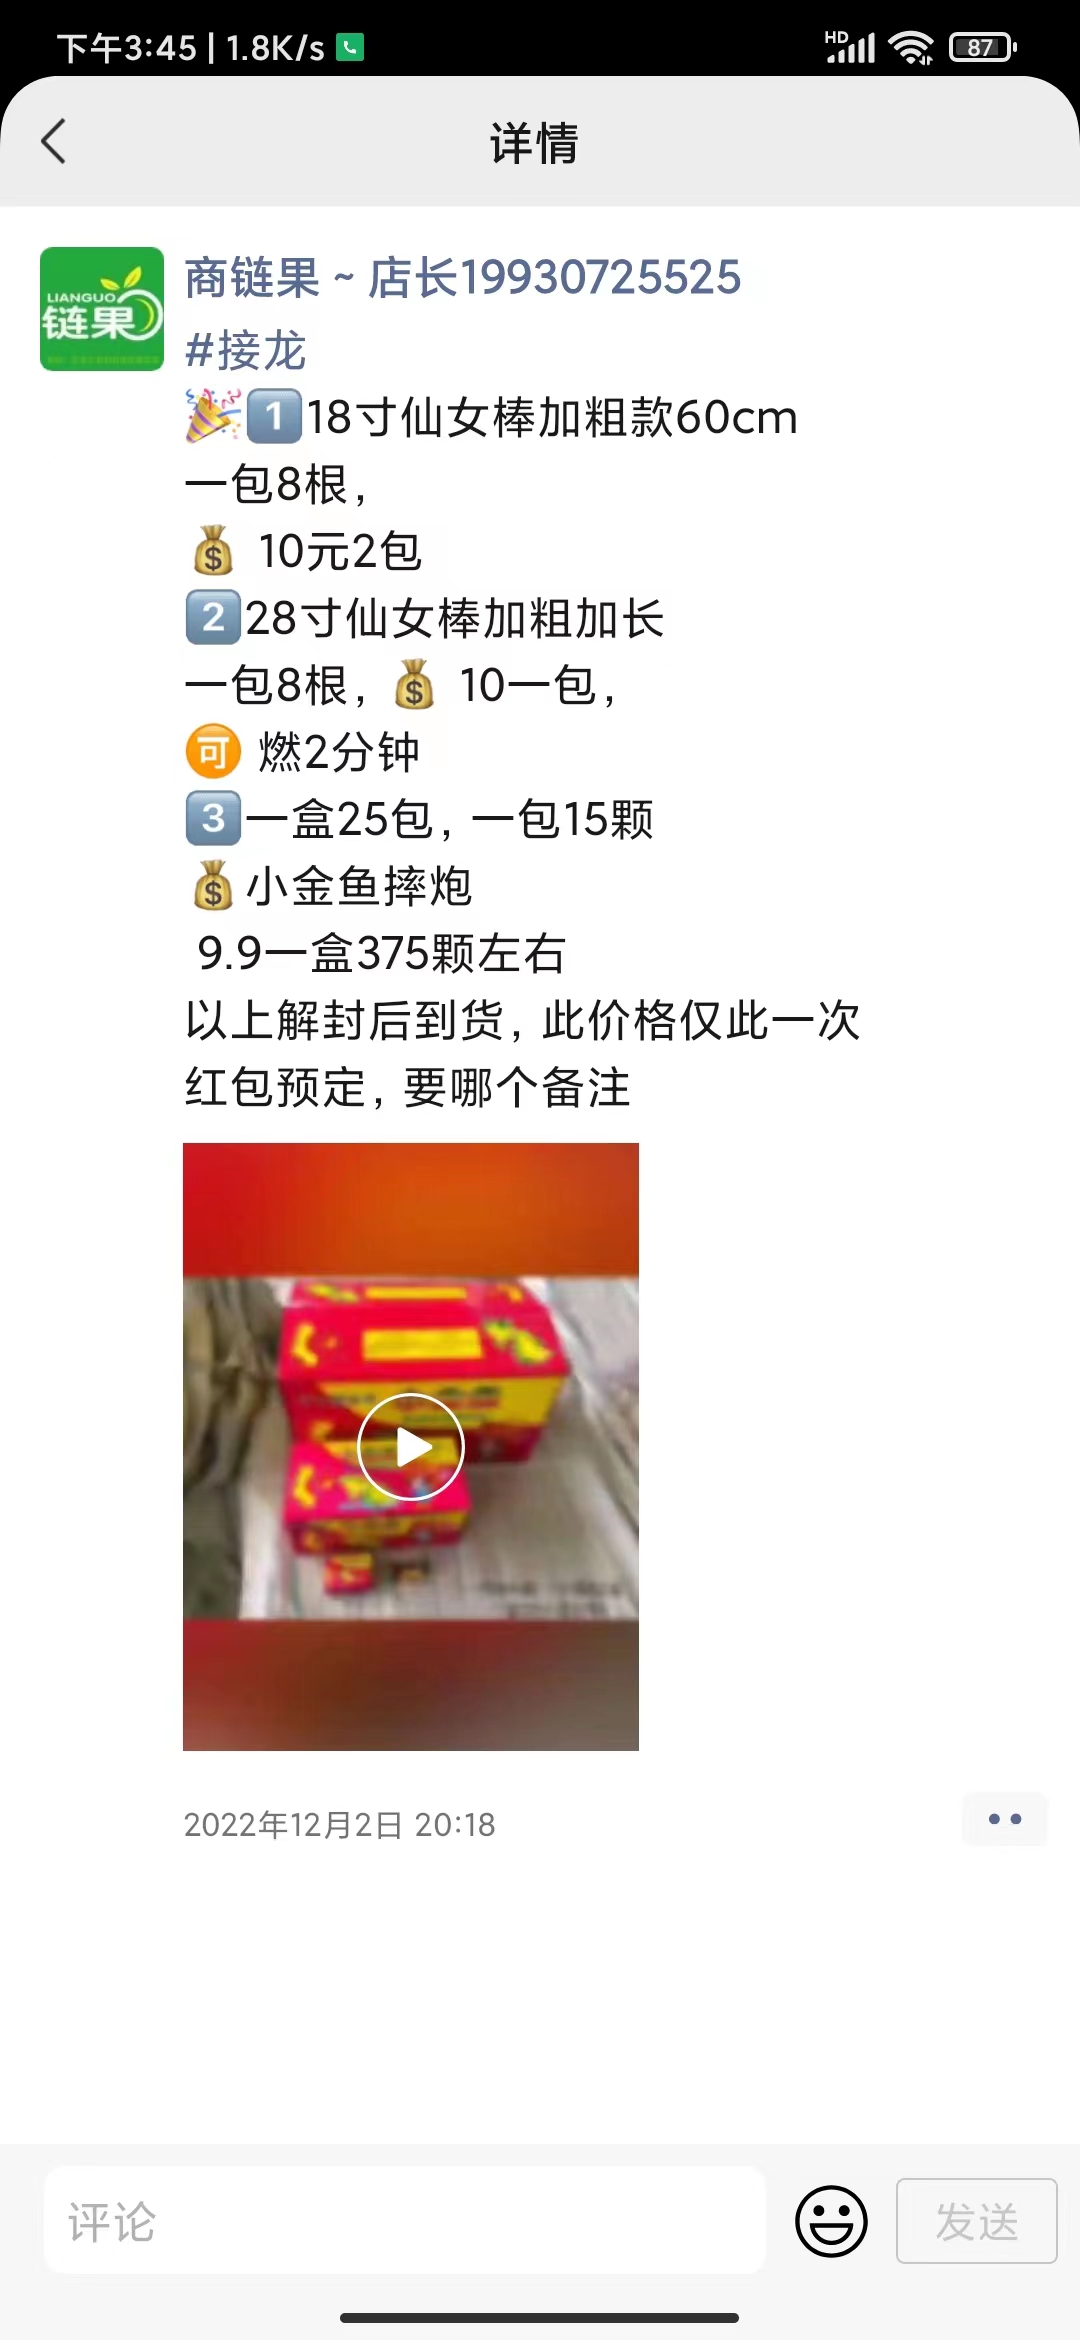 下午3:45 | 1.8K/s
HD
87
详情
LIANGUO
链果
商链果 ~ 店长19930725525
#接龙
🎉1️⃣18寸仙女棒加粗款60cm
一包8根，
💰 10元2包
2️⃣28寸仙女棒加粗加长
一包8根，💰 10一包，
🉑 燃2分钟
3️⃣一盒25包，一包15颗
💰小金鱼摔炮
9.9一盒375颗左右
以上解封后到货，此价格仅此一次
红包预定，要哪个备注
2022年12月2日 20:18
评论
发送